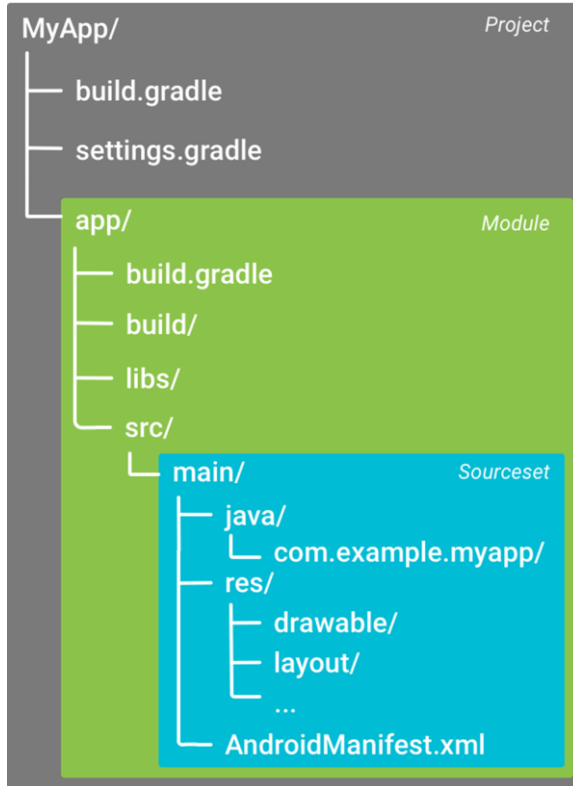 MyApp/ Project
build.gradle
settings.gradle
app/ Module
build.gradle
build/
libs/
src/
main/ Sourceset
java/
com.example.myapp/
res/
drawable/
layout/
...
AndroidManifest.xml